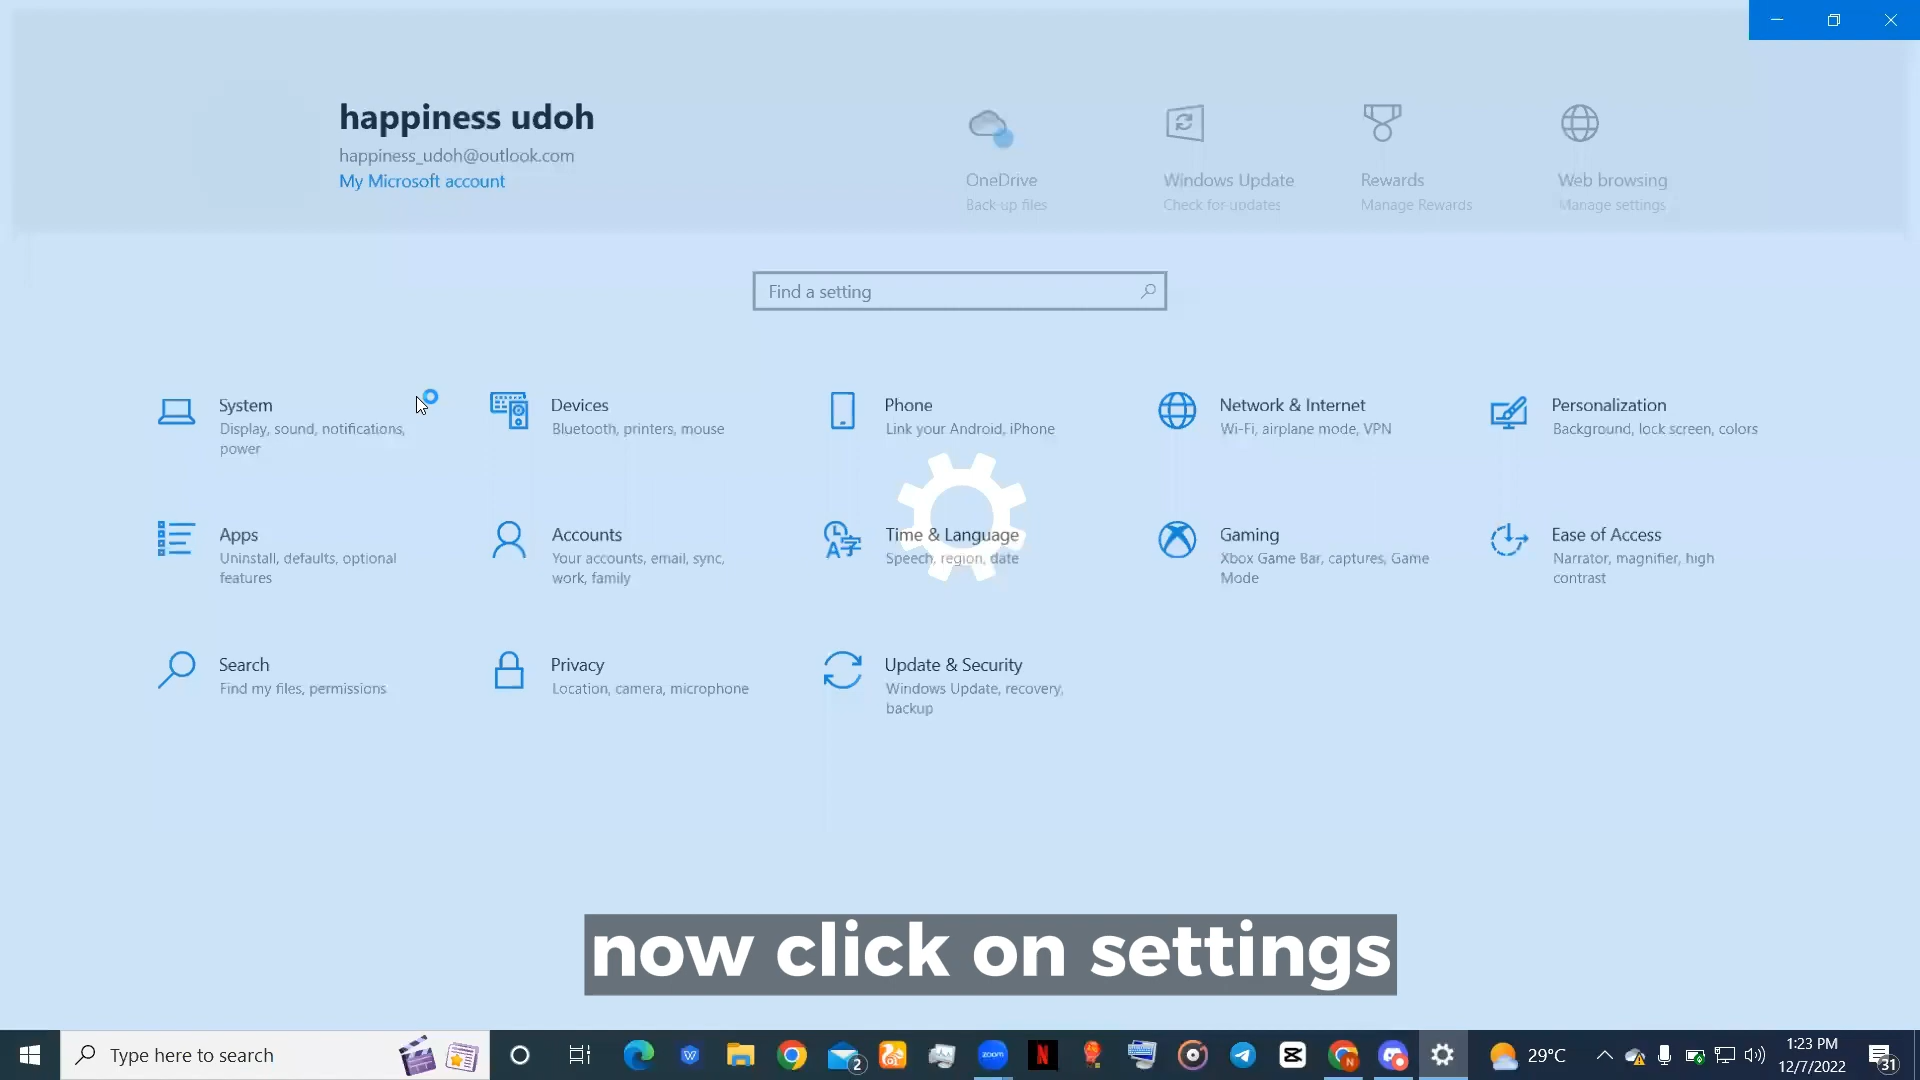 happiness udoh
happiness_udoh@outlook.com
My Microsoft account
OneDrive
Back up files
Windows Update
Check for updates
Rewards
Manage Rewards
Web browsing
Manage settings
Find a setting
System
Display, sound, notifications,
power
Devices
Bluetooth, printers, mouse
Phone
Link your Android, iPhone
Network & Internet
Wi-Fi, airplane mode, VPN
Personalization
Background, lock screen, colors
Apps
Uninstall, defaults, optional
features
Accounts
Your accounts, email, sync,
work, family
Time & Language
Speech, region, date
Gaming
Xbox Game Bar, captures, Game
Mode
Ease of Access
Narrator, magnifier, high
contrast
Search
Find my files, permissions
Privacy
Location, camera, microphone
Update & Security
Windows Update, recovery,
backup
now click on settings
Type here to search
2
zoom
N
N
29°C
1:23 PM
12/7/2022
31